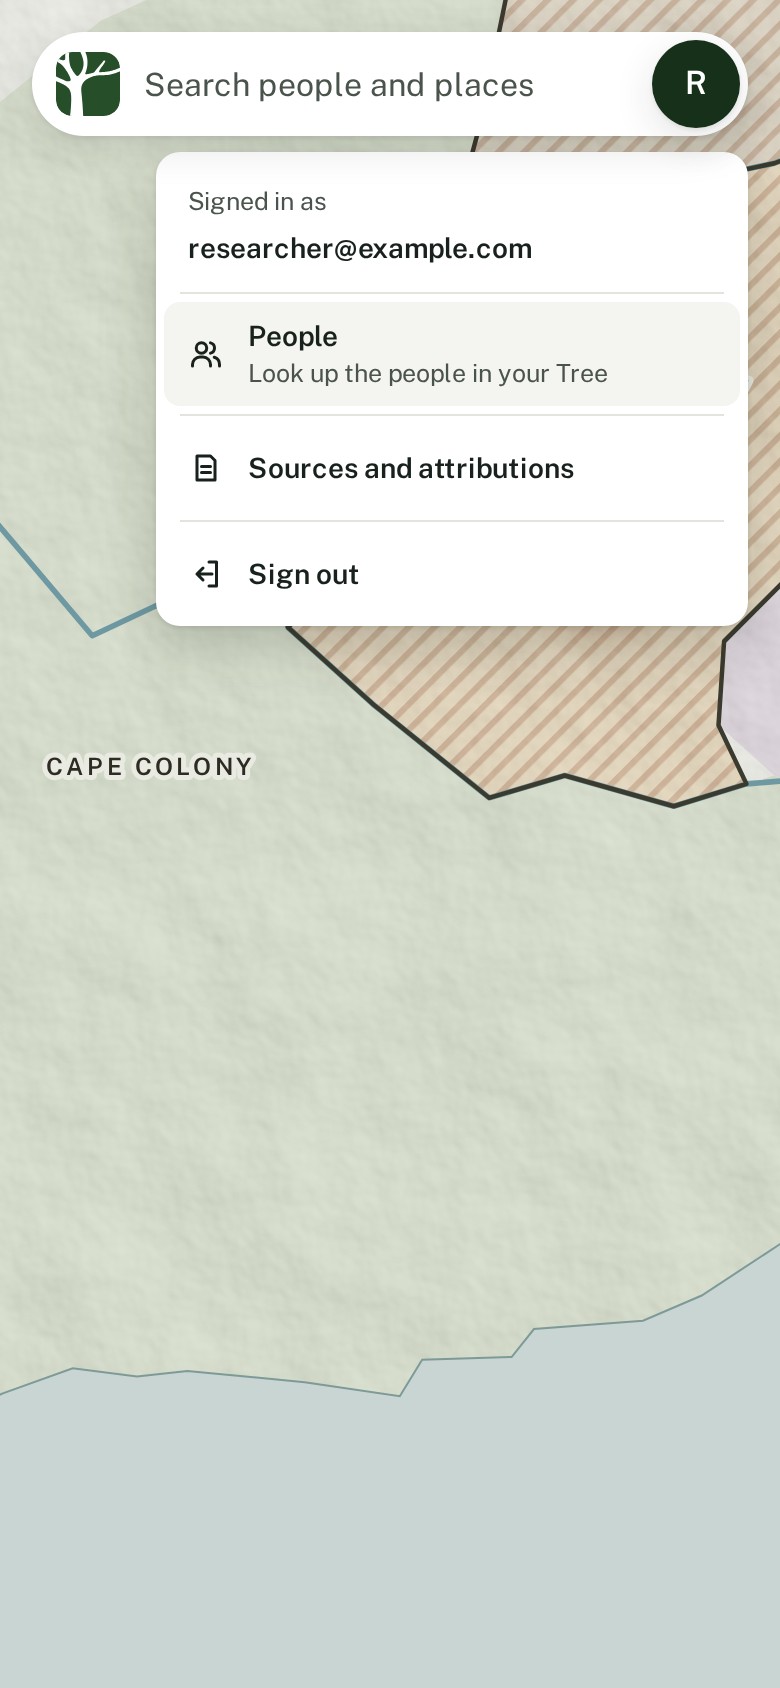 Search people and places
R
Signed in as
researcher@example.com
People
Look up the people in your Tree
Sources and attributions
Sign out
CAPE COLONY